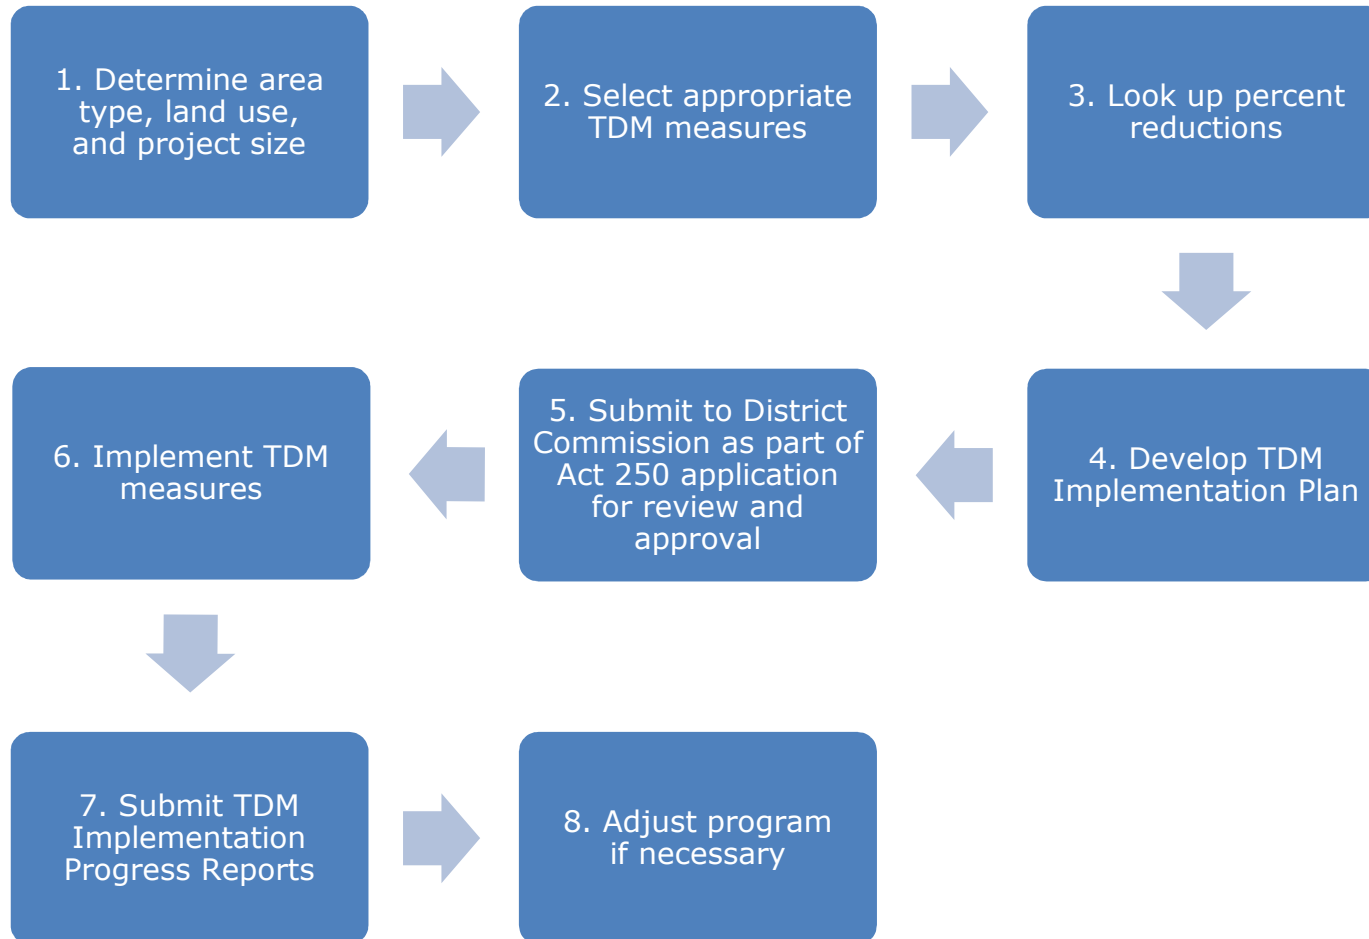 1. Determine area
type, land use,
and project size
2. Select appropriate
TDM measures
3. Look up percent
reductions
4. Develop TDM
Implementation Plan
5. Submit to District
Commission as part of
Act 250 application
for review and
approval
6. Implement TDM
measures
7. Submit TDM
Implementation
Progress Reports
8. Adjust program
if necessary